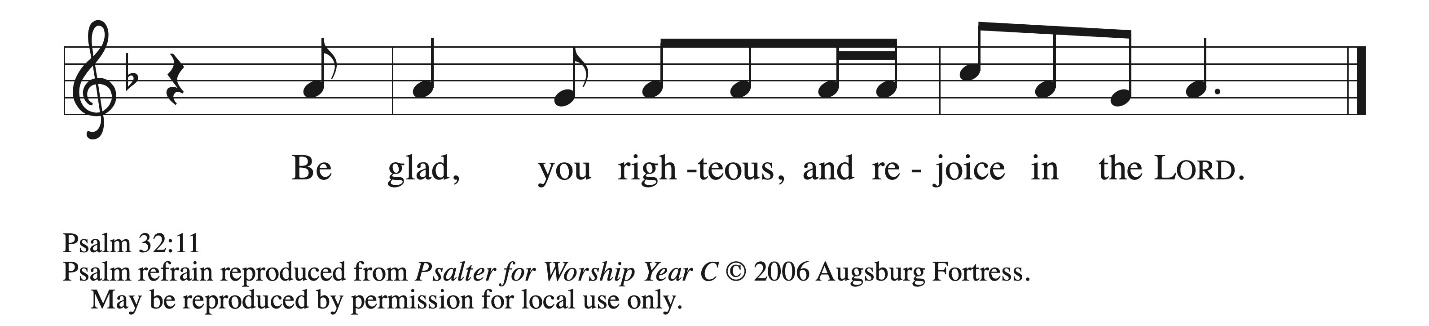 Be glad, you righ -teous, and re - joice in the LORD.
Psalm 32:11
Psalm refrain reproduced from Psalter for Worship Year C © 2006 Augsburg Fortress.
May be reproduced by permission for local use only.